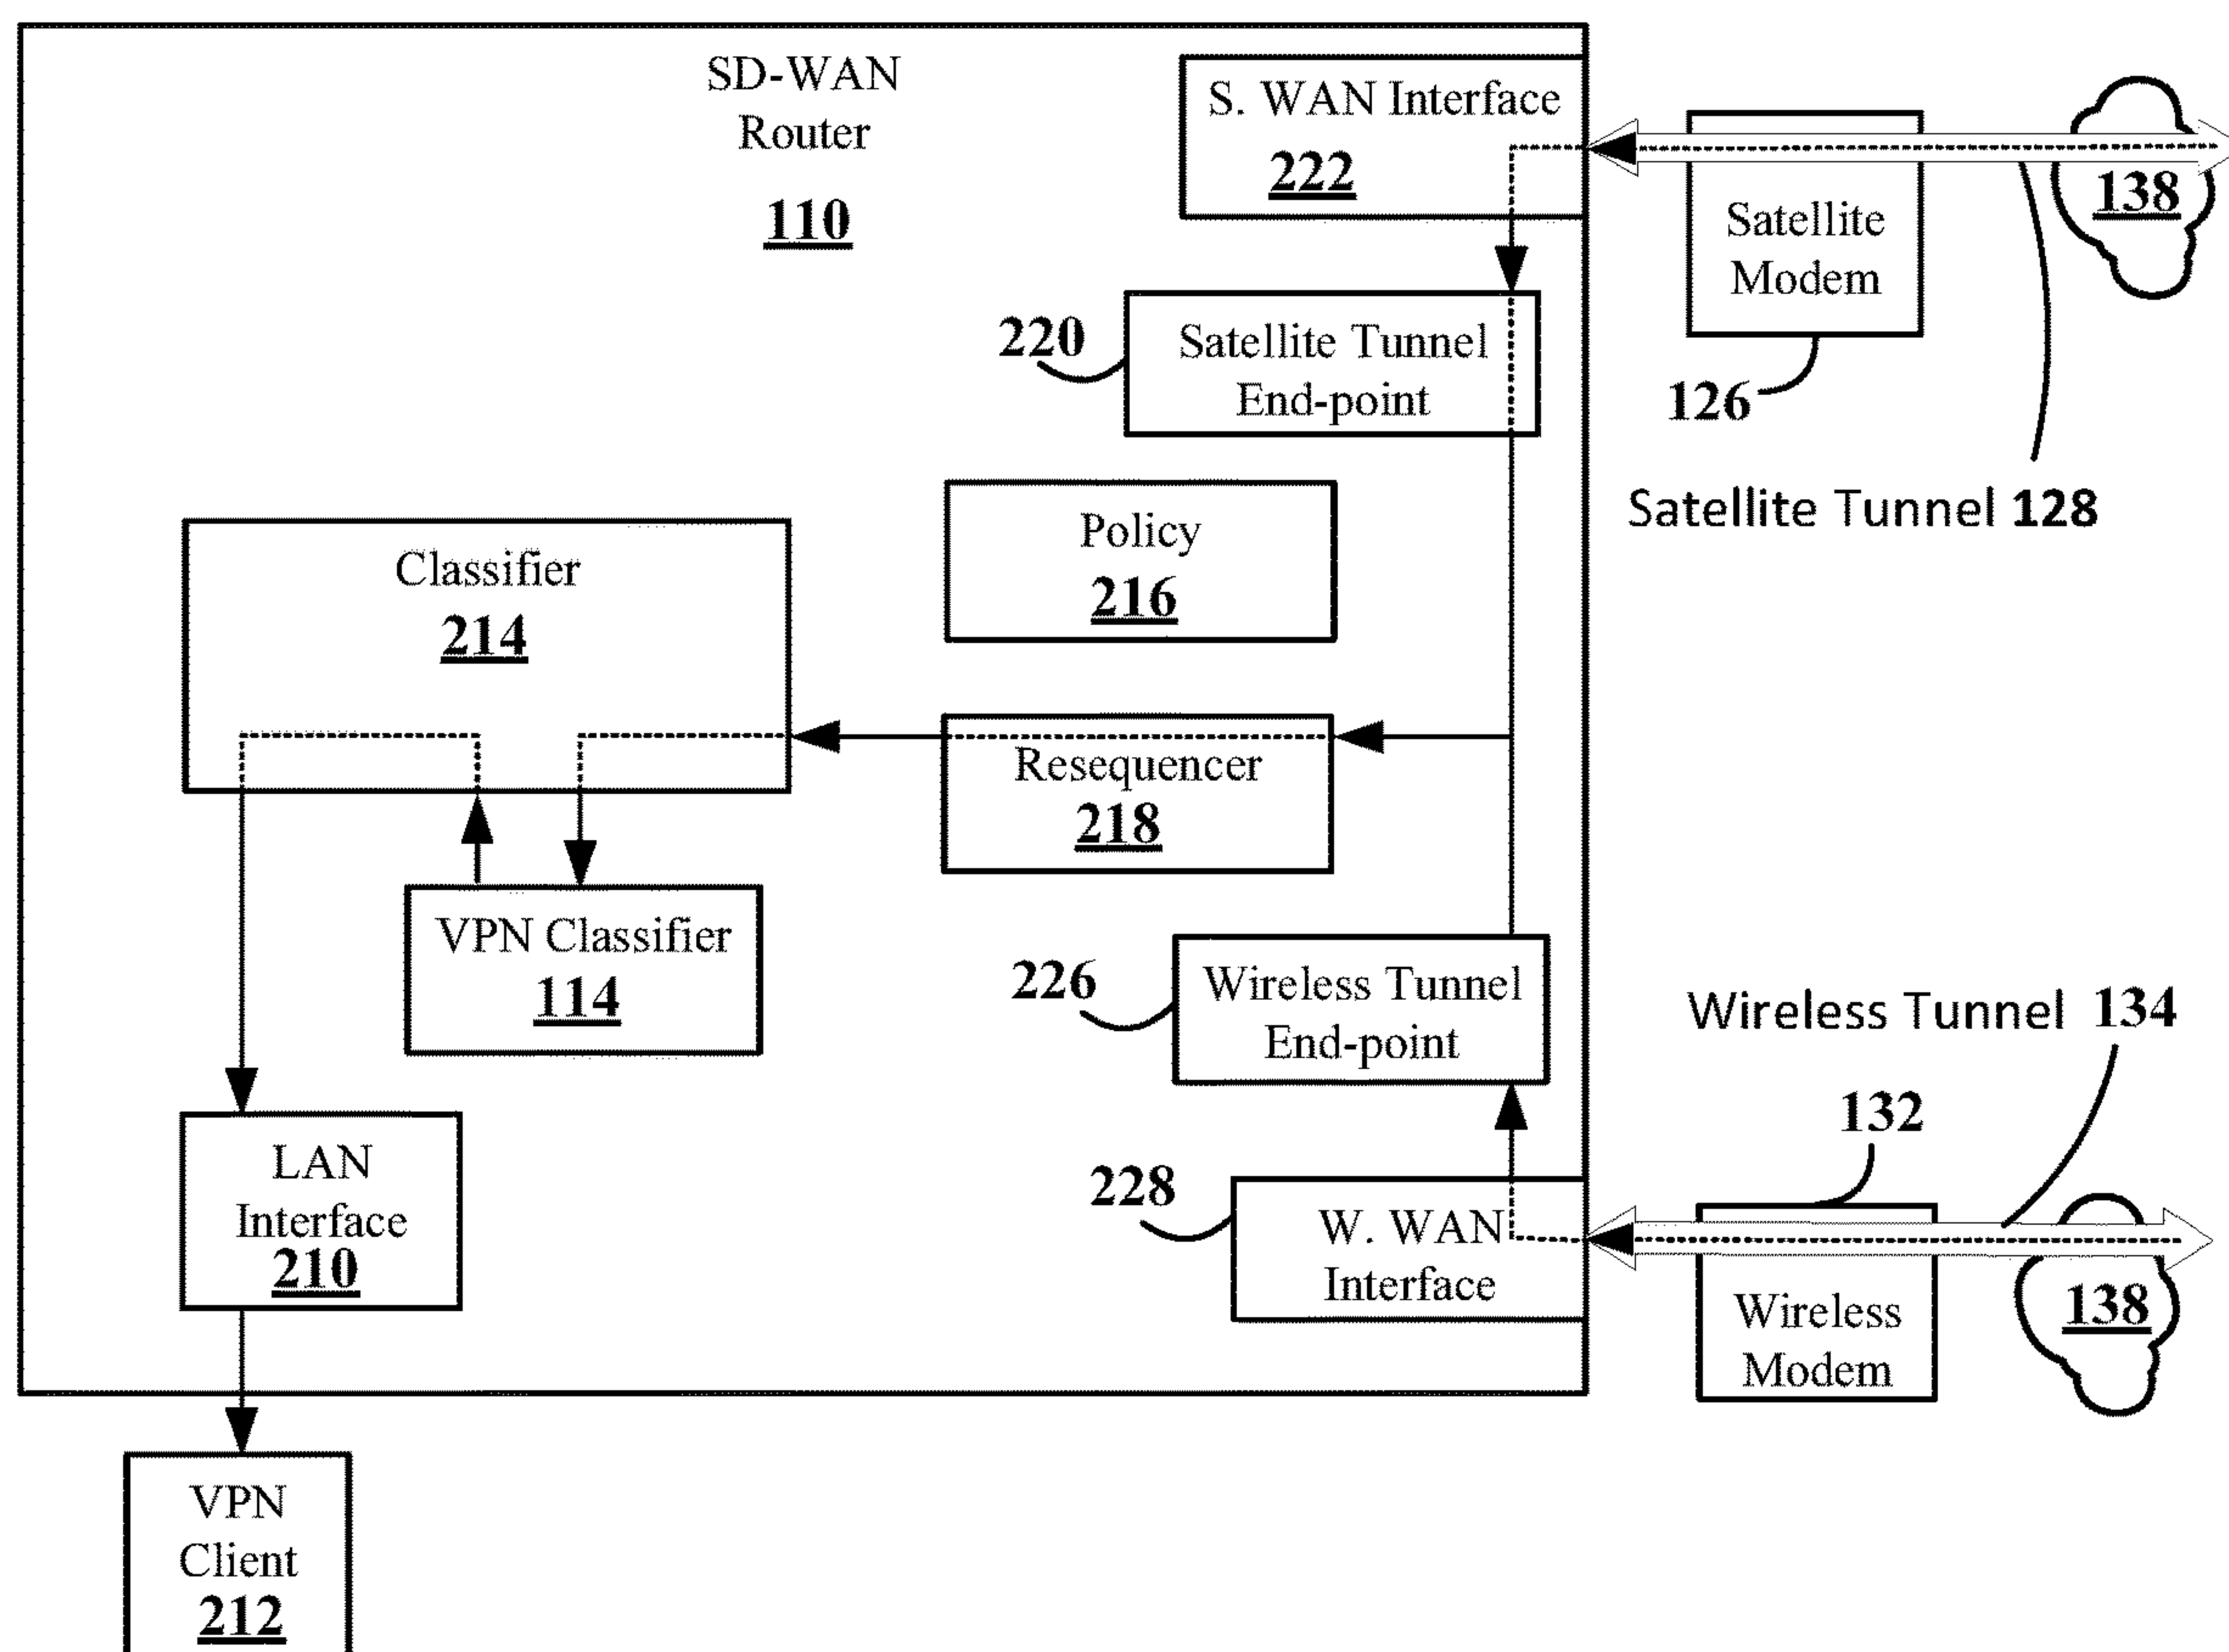 SD-WAN
Router
110
S. WAN Interface
222
Satellite
Modem
138
126
Satellite Tunnel 128
220
Satellite Tunnel
End-point
Policy
216
Classifier
214
Resequencer
218
VPN Classifier
114
226
Wireless Tunnel
End-point
Wireless Tunnel 134
132
228
W. WAN
Interface
Wireless
Modem
138
LAN
Interface
210
VPN
Client
212